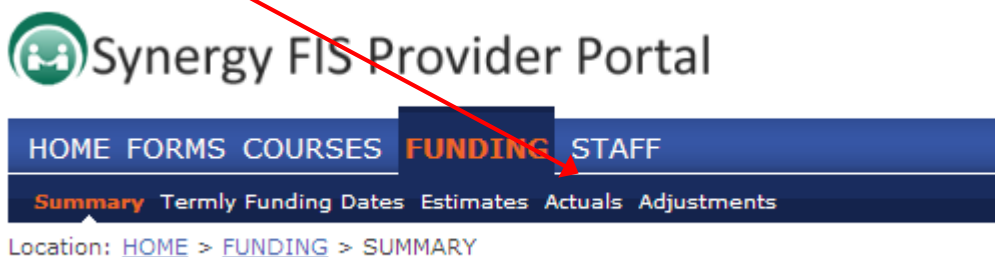 Synergy FIS Provider Portal
HOME FORMS COURSES FUNDING STAFF
Summary Termly Funding Dates Estimates Actuals Adjustments
Location: HOME > FUNDING > SUMMARY